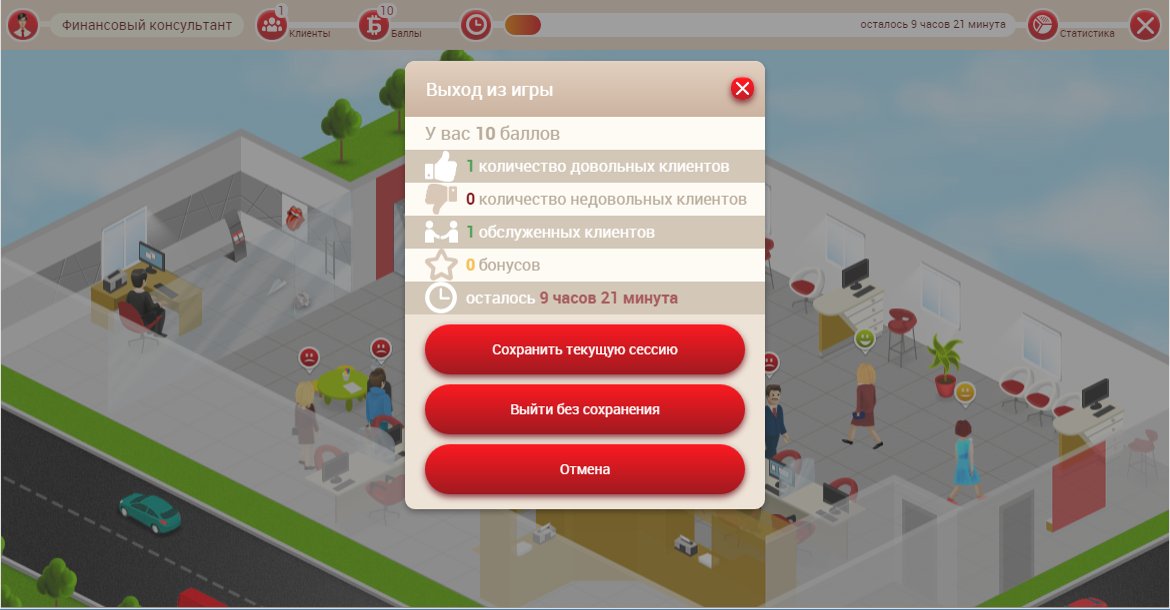 Финансовый консультант
1
Клиенты
10
Баллы
осталось 9 часов 21 минута
Статистика
Выход из игры
У вас 10 баллов
1 количество довольных клиентов
0 количество недовольных клиентов
1 обслуженных клиентов
0 бонусов
осталось 9 часов 21 минута
Сохранить текущую сессию
Выйти без сохранения
Отмена